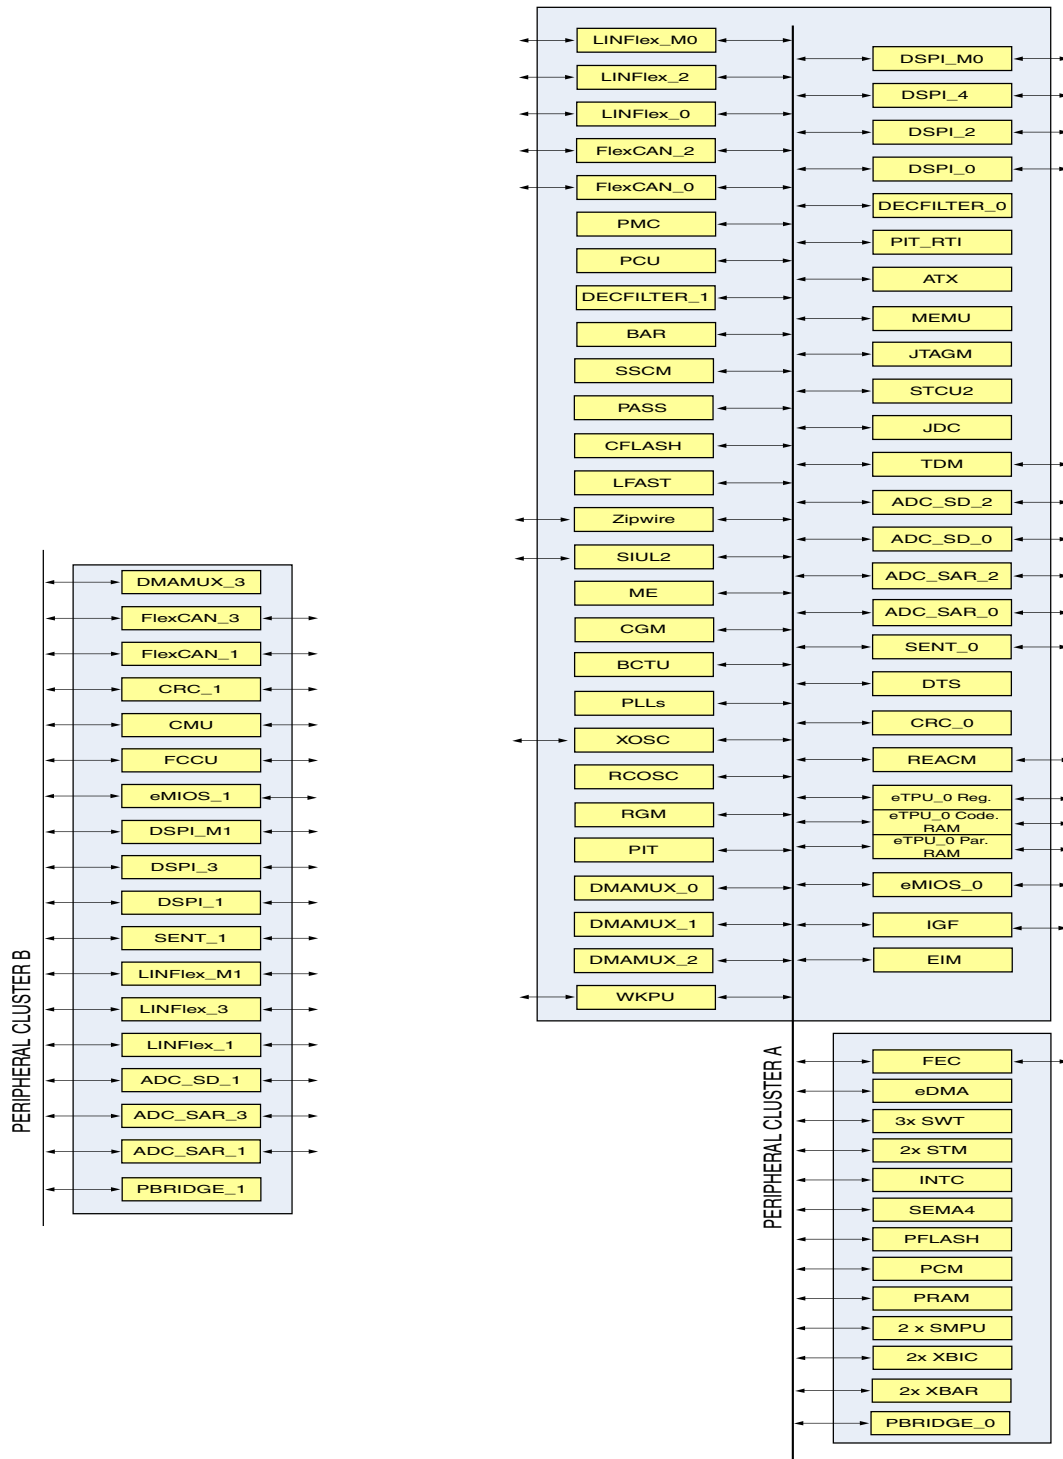 PERIPHERAL CLUSTER B
DMAMUX_3
FlexCAN_3
FlexCAN_1
CRC_1
CMU
FCCU
eMIOS_1
DSPI_M1
DSPI_3
DSPI_1
SENT_1
LINFlex_M1
LINFlex_3
LINFlex_1
ADC_SD_1
ADC_SAR_3
ADC_SAR_1
PBRIDGE_1
LINFlex_M0
LINFlex_2
LINFlex_0
FlexCAN_2
FlexCAN_0
PMC
PCU
DECFILTER_1
BAR
SSCM
PASS
CFLASH
LFAST
Zipwire
SIUL2
ME
CGM
BCTU
PLLs
XOSC
RCOSC
RGM
PIT
DMAMUX_0
DMAMUX_1
DMAMUX_2
WKPU
DSPI_M0
DSPI_4
DSPI_2
DSPI_0
DECFILTER_0
PIT_RTI
ATX
MEMU
JTAGM
STCU2
JDC
TDM
ADC_SD_2
ADC_SD_0
ADC_SAR_2
ADC_SAR_0
SENT_0
DTS
CRC_0
REACM
eTPU_0 Reg.
eTPU_0 Code.
RAM
eTPU_0 Par.
RAM
eMIOS_0
IGF
EIM
PERIPHERAL CLUSTER A
FEC
eDMA
3x SWT
2x STM
INTC
SEMA4
PFLASH
PCM
PRAM
2 x SMPU
2x XBIC
2x XBAR
PBRIDGE_0